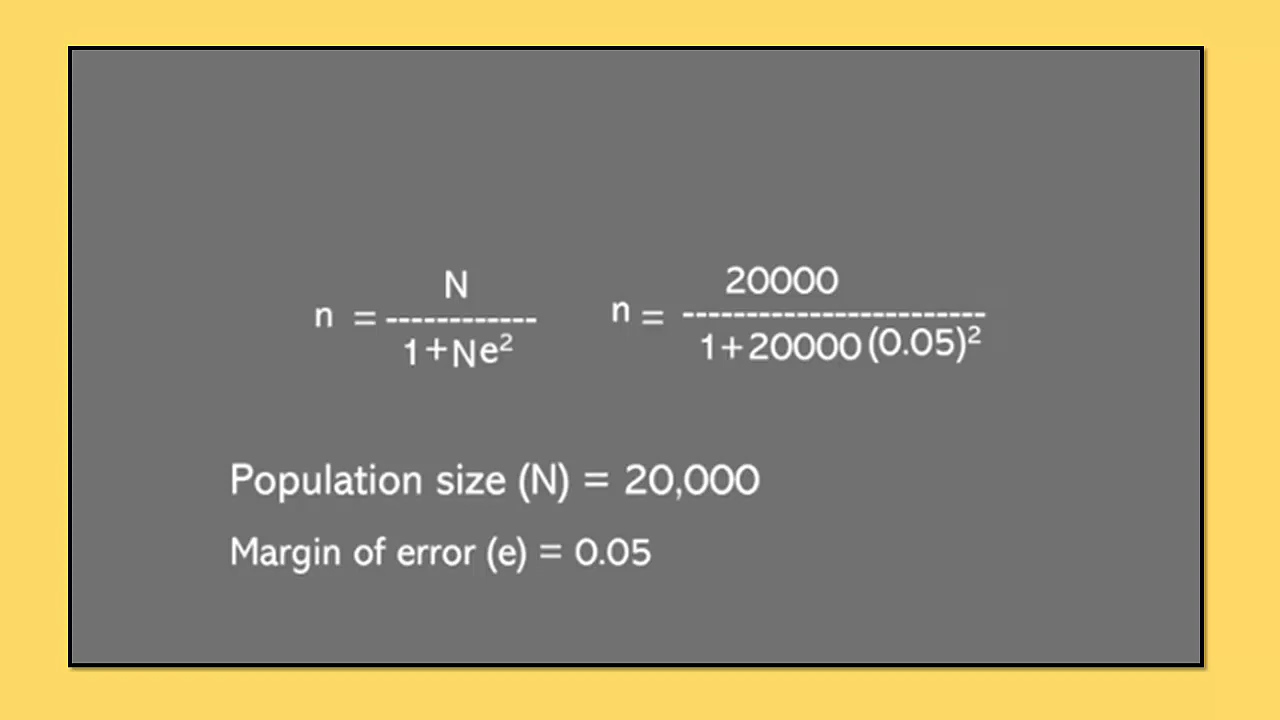 n = N
------------
1+Ne²
n = 20000
------------------------
1+20000(0.05)²
Population size (N) = 20,000
Margin of error (e) = 0.05